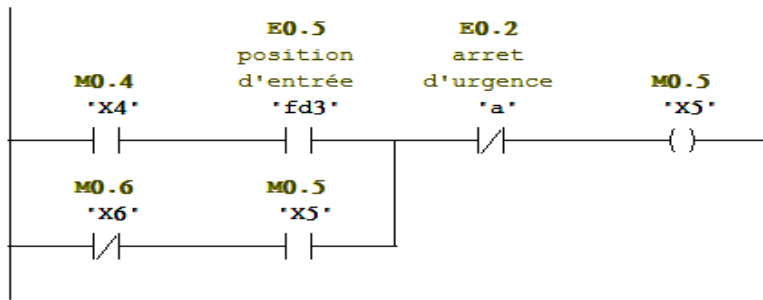 E0.5 E0.2
position arret
M0.4 d'entrée d'urgence M0.5
"X4" "fd3" "a" "X5"
M0.6 M0.5
"X6" "X5"